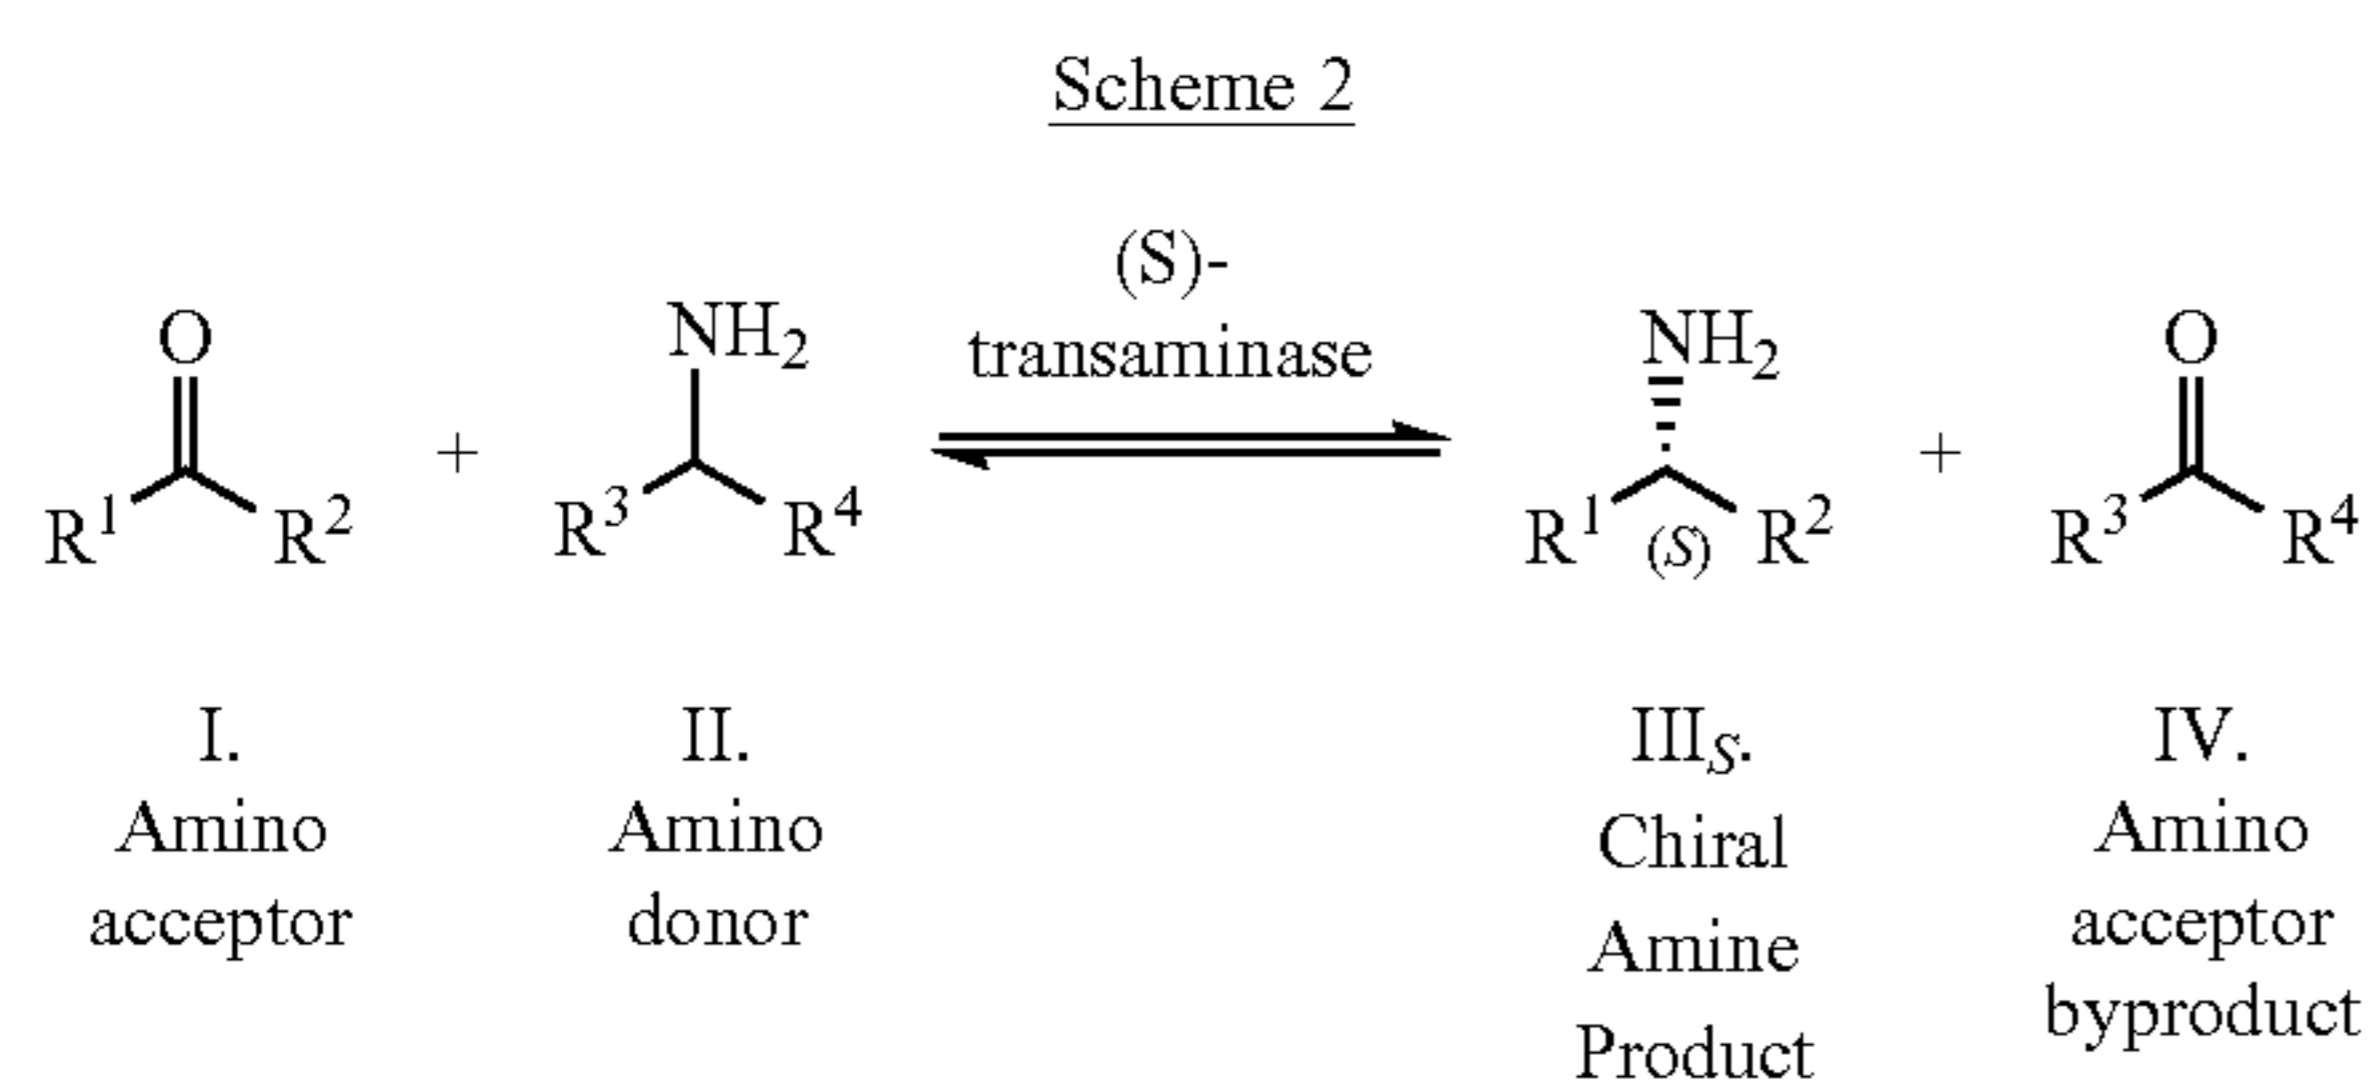 Scheme 2
(S)-
transaminase
O
R¹ R²
+
NH₂
R³ R⁴
NH₂
R¹ (S) R²
+
O
R³ R⁴
I.
Amino
acceptor
II.
Amino
donor
IIIS.
Chiral
Amine
Product
IV.
Amino
acceptor
byproduct